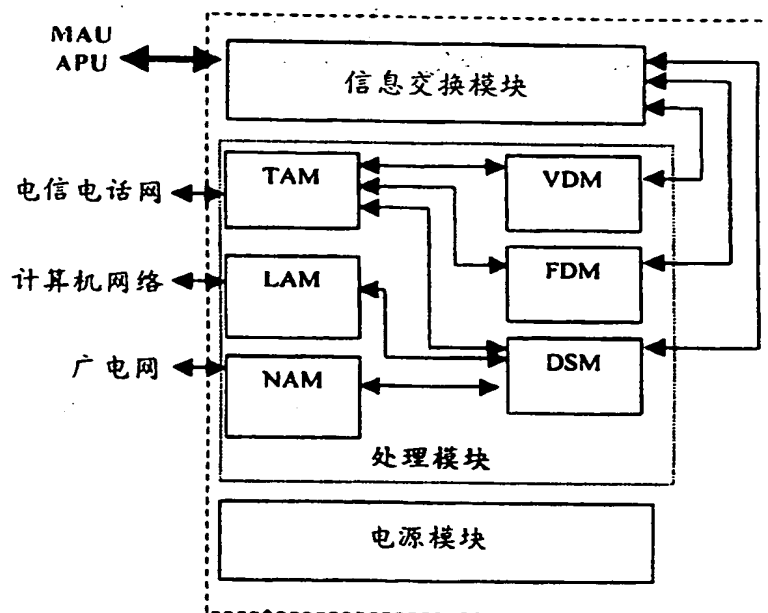 MAU
APU
信息交换模块
TAM
VDM
电信电话网
LAM
FDM
计算机网络
NAM
DSM
广电网
处理模块
电源模块